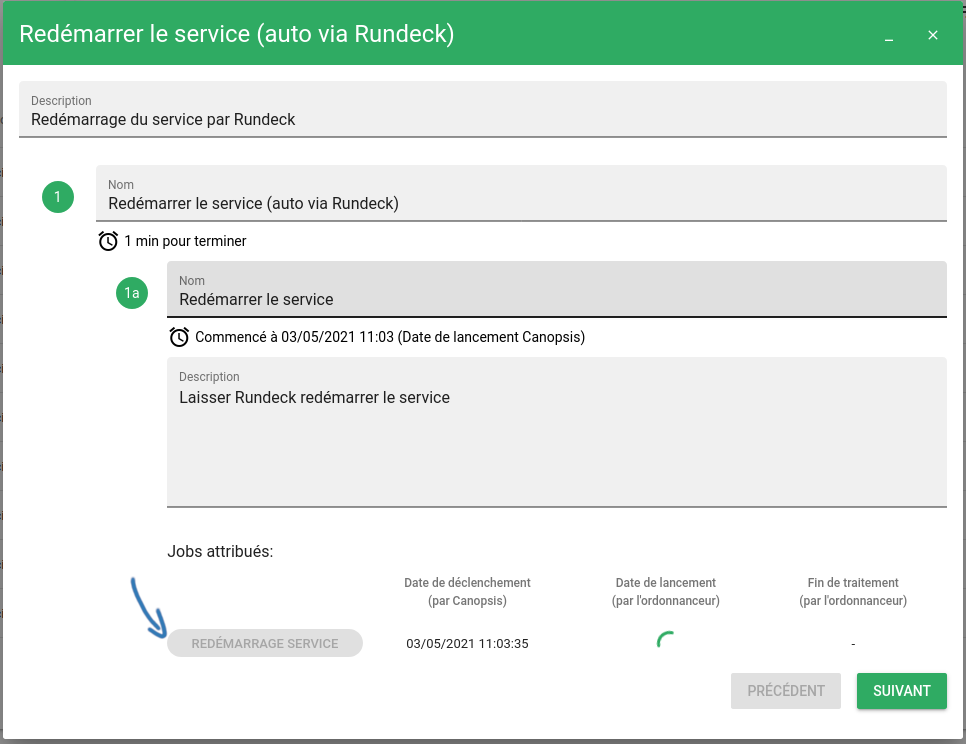 Redémarrer le service (auto via Rundeck)
Description
Redémarrage du service par Rundeck
1
Nom
Redémarrer le service (auto via Rundeck)
1 min pour terminer
1a
Nom
Redémarrer le service
Commencé à 03/05/2021 11:03 (Date de lancement Canopsis)
Description
Laisser Rundeck redémarrer le service
Jobs attribués:
Date de déclenchement
(par Canopsis)
Date de lancement
(par l'ordonnanceur)
Fin de traitement
(par l'ordonnanceur)
REDÉMARRAGE SERVICE
03/05/2021 11:03:35
-
PRÉCÉDENT
SUIVANT